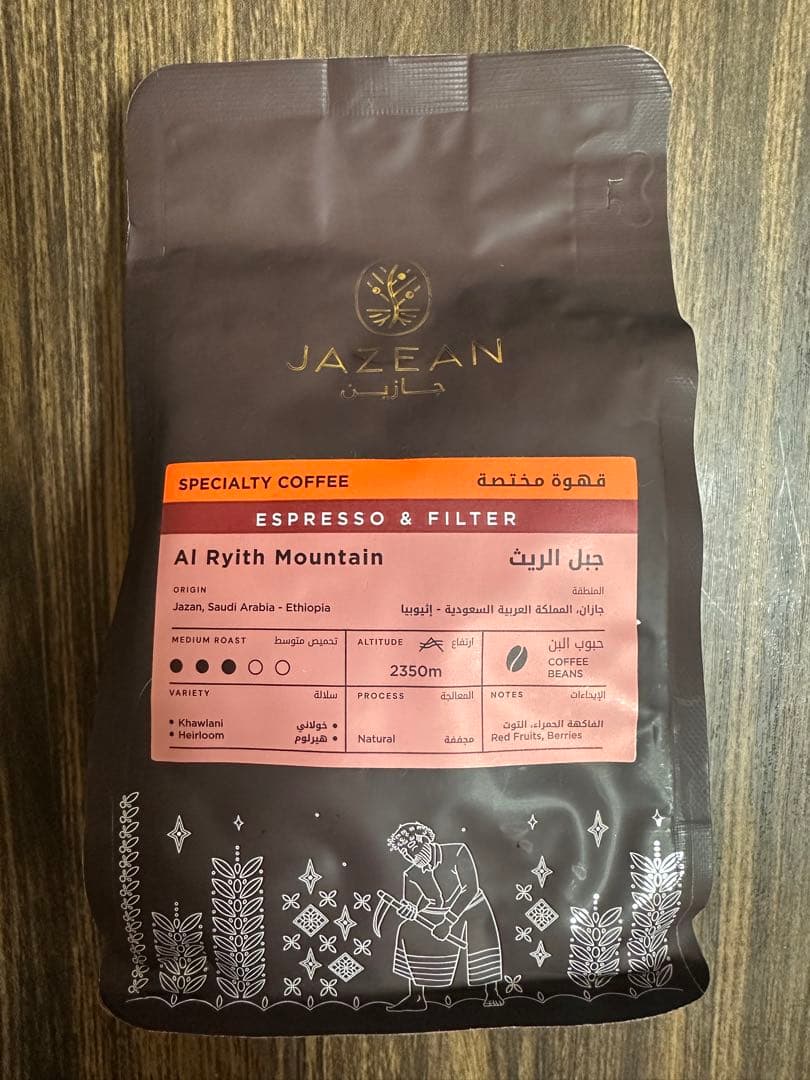 JAZEAN
جازين
SPECIALTY COFFEE قهوة مختصة
ESPRESSO & FILTER
Al Ryith Mountain جبل الريث
ORIGIN المنطقة
Jazan, Saudi Arabia - Ethiopia جازان، المملكة العربية السعودية - إثيوبيا
MEDIUM ROAST تحميص متوسط
ALTITUDE ارتفاع
2350m
حبوب البن
COFFEE
BEANS
VARIETY سلالة
• Khawlani • خولاني
• Heirloom • هيرلوم
PROCESS المعالجة
Natural مجففة
NOTES الإيحاءات
الفاكهة الحمراء، التوت
Red Fruits, Berries